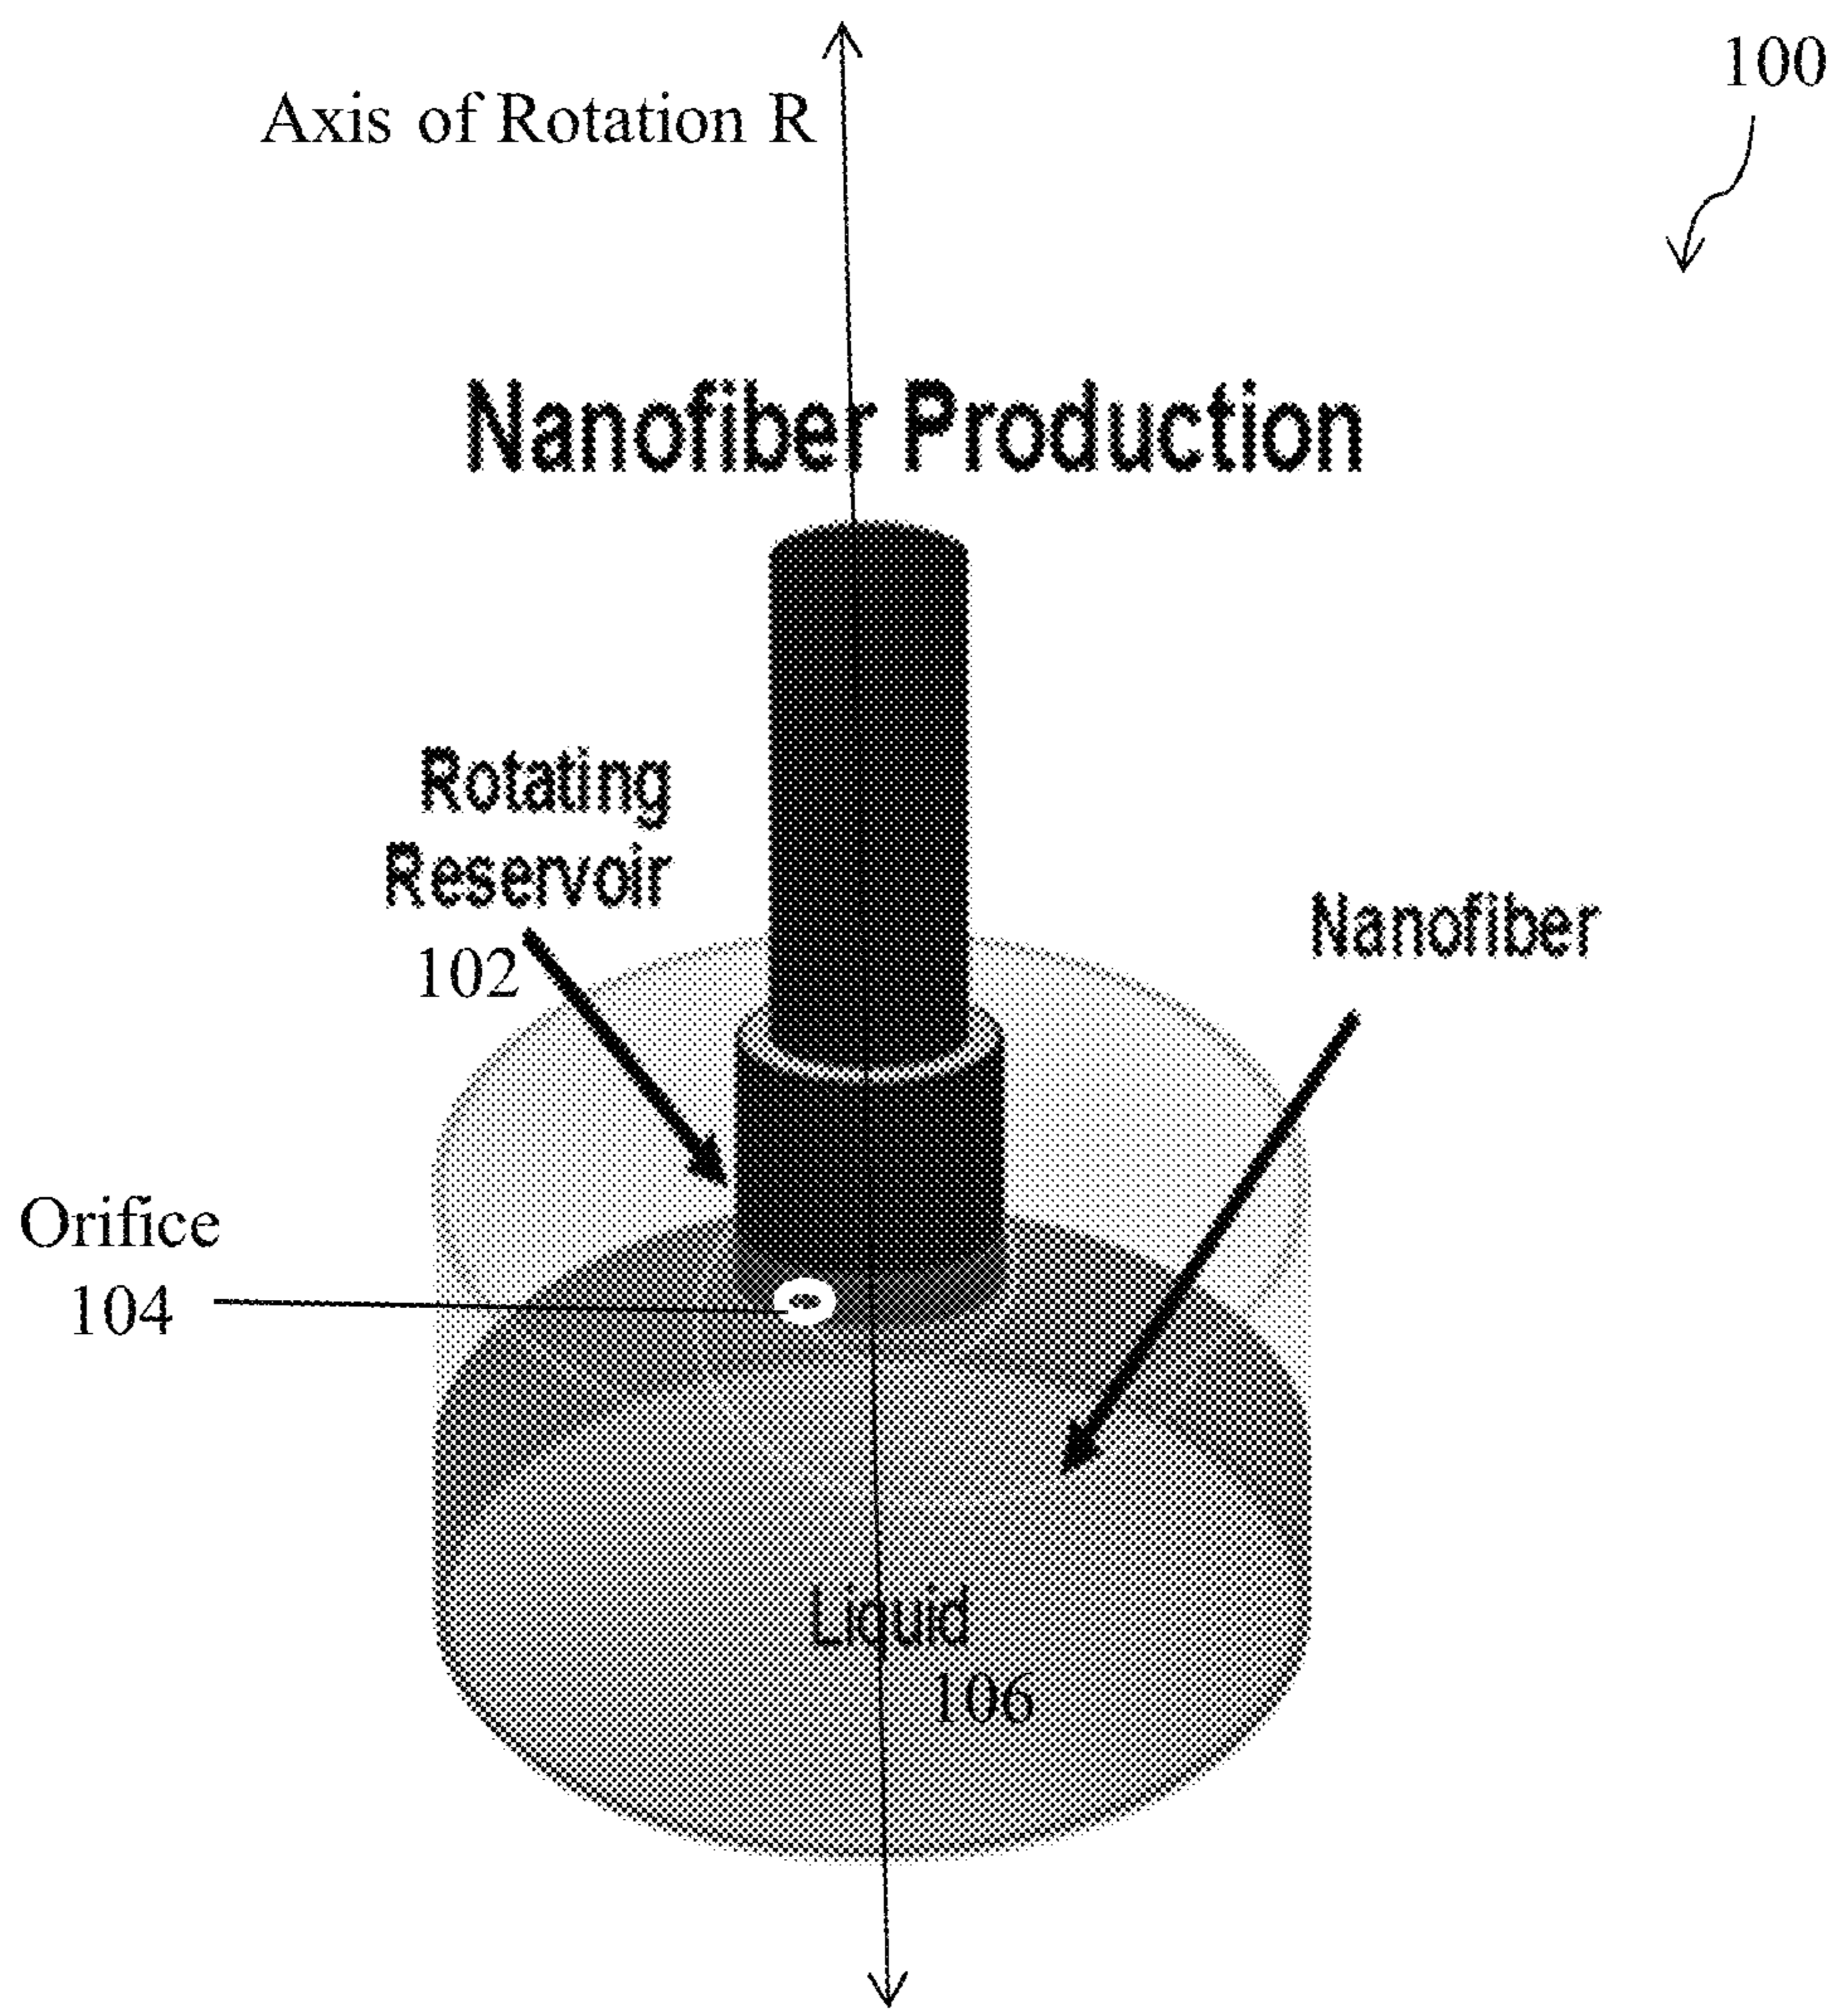 100
Axis of Rotation R
Nanofiber Production
Rotating
Reservoir
102
Nanofiber
Orifice
104
Liquid
106